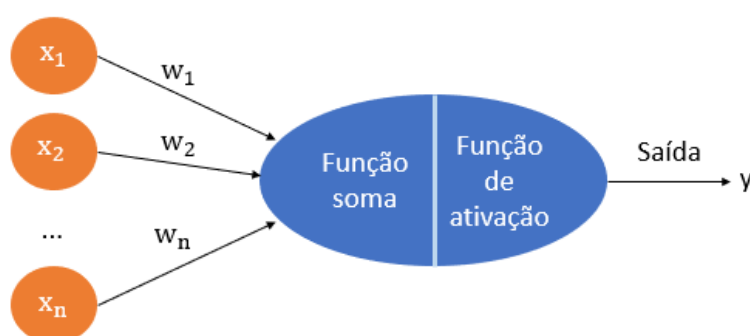 x₁
w₁
x₂
w₂
...
wₙ
xₙ
Função
soma
Função
de
ativação
Saída
y